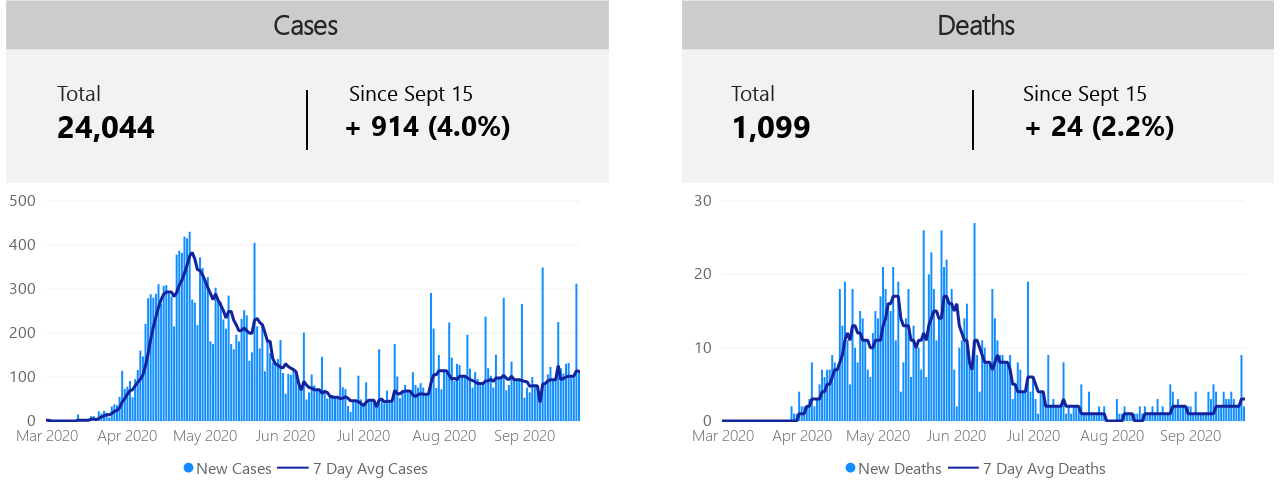 Cases
Total
Since Sept 15
24,044
+ 914 (4.0%)
500
400
300
200
100
0
Mar 2020 Apr 2020 May 2020 Jun 2020 Jul 2020 Aug 2020 Sep 2020
New Cases 7 Day Avg Cases
Deaths
Total
Since Sept 15
1,099
+ 24 (2.2%)
30
20
10
0
Mar 2020 Apr 2020 May 2020 Jun 2020 Jul 2020 Aug 2020 Sep 2020
New Deaths 7 Day Avg Deaths